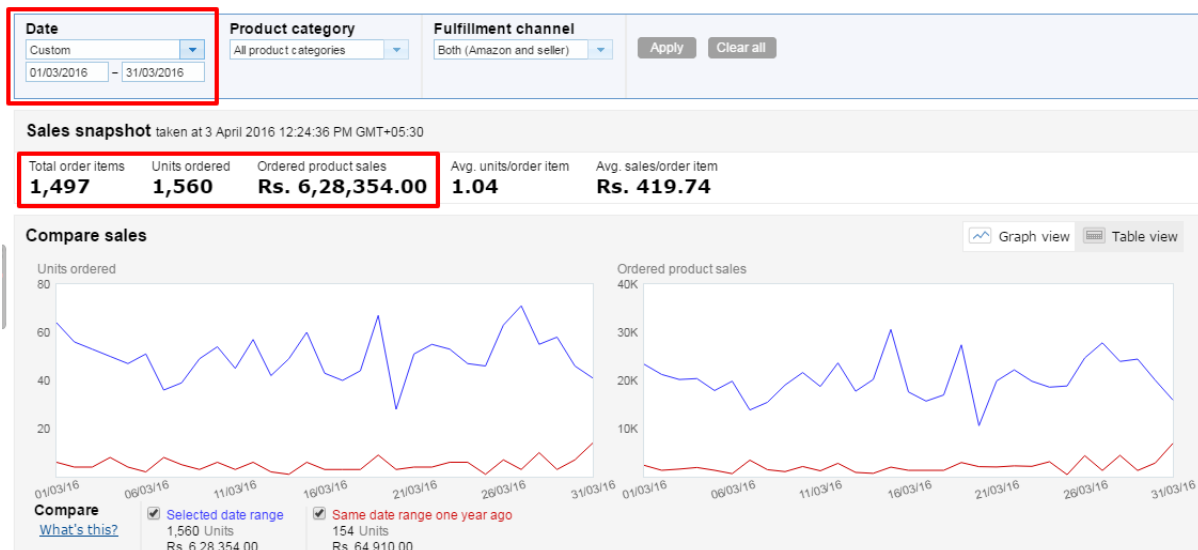 Date
Custom
01/03/2016 – 31/03/2016
Product category
All product categories
Fulfillment channel
Both (Amazon and seller)
Apply
Clear all
Sales snapshot taken at 3 April 2016 12:24:36 PM GMT+05:30
Total order items
1,497
Units ordered
1,560
Ordered product sales
Rs. 6,28,354.00
Avg. units/order item
1.04
Avg. sales/order item
Rs. 419.74
Compare sales
Graph view
Table view
Units ordered
80
60
40
20
01/03/16 06/03/16 11/03/16 16/03/16 21/03/16 26/03/16 31/03/16
Ordered product sales
40K
30K
20K
10K
01/03/16 06/03/16 11/03/16 16/03/16 21/03/16 26/03/16 31/03/16
Compare
What's this?
Selected date range
1,560 Units
Rs. 6,28,354.00
Same date range one year ago
154 Units
Rs. 64,910.00